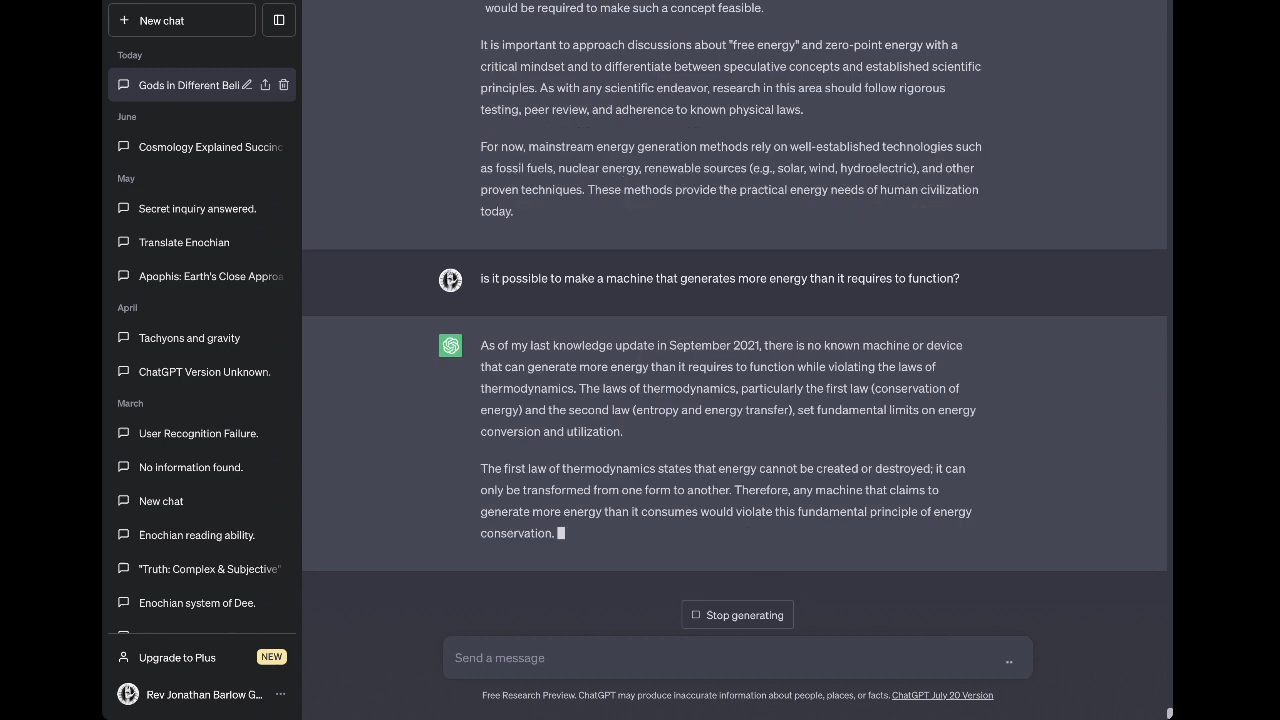 New chat
Today
Gods in Different Beli
June
Cosmology Explained Succinc
May
Secret inquiry answered.
Translate Enochian
Apophis: Earth's Close Approa
April
Tachyons and gravity
ChatGPT Version Unknown.
March
User Recognition Failure.
No information found.
New chat
Enochian reading ability.
"Truth: Complex & Subjective"
Enochian system of Dee.
Upgrade to Plus
NEW
Rev Jonathan Barlow G...
would be required to make such a concept feasible.
It is important to approach discussions about "free energy" and zero-point energy with a
critical mindset and to differentiate between speculative concepts and established scientific
principles. As with any scientific endeavor, research in this area should follow rigorous
testing, peer review, and adherence to known physical laws.
For now, mainstream energy generation methods rely on well-established technologies such
as fossil fuels, nuclear energy, renewable sources (e.g., solar, wind, hydroelectric), and other
proven techniques. These methods provide the practical energy needs of human civilization
today.
is it possible to make a machine that generates more energy than it requires to function?
As of my last knowledge update in September 2021, there is no known machine or device
that can generate more energy than it requires to function while violating the laws of
thermodynamics. The laws of thermodynamics, particularly the first law (conservation of
energy) and the second law (entropy and energy transfer), set fundamental limits on energy
conversion and utilization.
The first law of thermodynamics states that energy cannot be created or destroyed; it can
only be transformed from one form to another. Therefore, any machine that claims to
generate more energy than it consumes would violate this fundamental principle of energy
conservation.
Stop generating
Send a message
Free Research Preview. ChatGPT may produce inaccurate information about people, places, or facts. ChatGPT July 20 Version